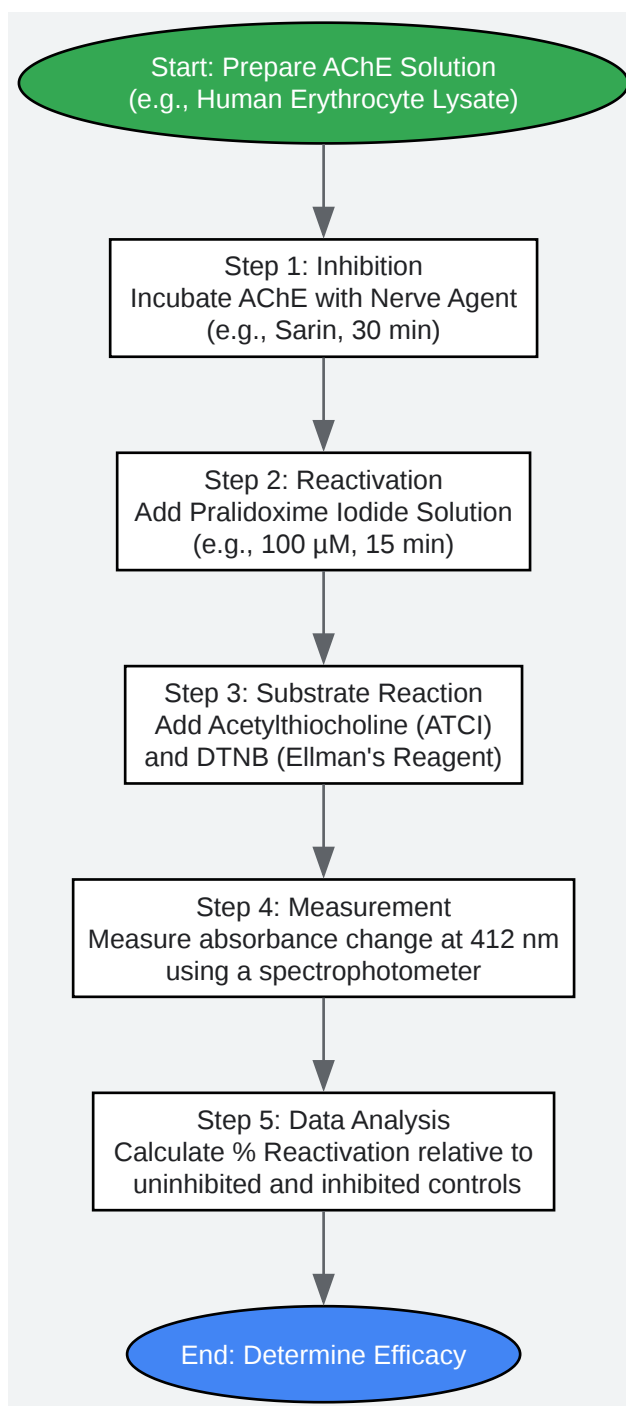 Start: Prepare AChE Solution
(e.g., Human Erythrocyte Lysate)
Step 1: Inhibition
Incubate AChE with Nerve Agent
(e.g., Sarin, 30 min)
Step 2: Reactivation
Add Pralidoxime Iodide Solution
(e.g., 100 µM, 15 min)
Step 3: Substrate Reaction
Add Acetylthiocholine (ATCI)
and DTNB (Ellman's Reagent)
Step 4: Measurement
Measure absorbance change at 412 nm
using a spectrophotometer
Step 5: Data Analysis
Calculate % Reactivation relative to
uninhibited and inhibited controls
End: Determine Efficacy